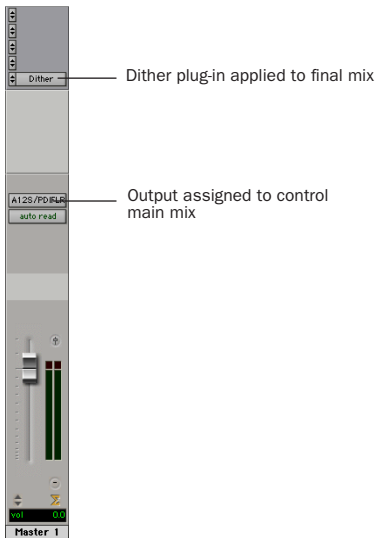 Dither
Dither plug-in applied to final mix
A12S/PDIFLR
Output assigned to control
main mix
auto read
vol 0.0
Master 1